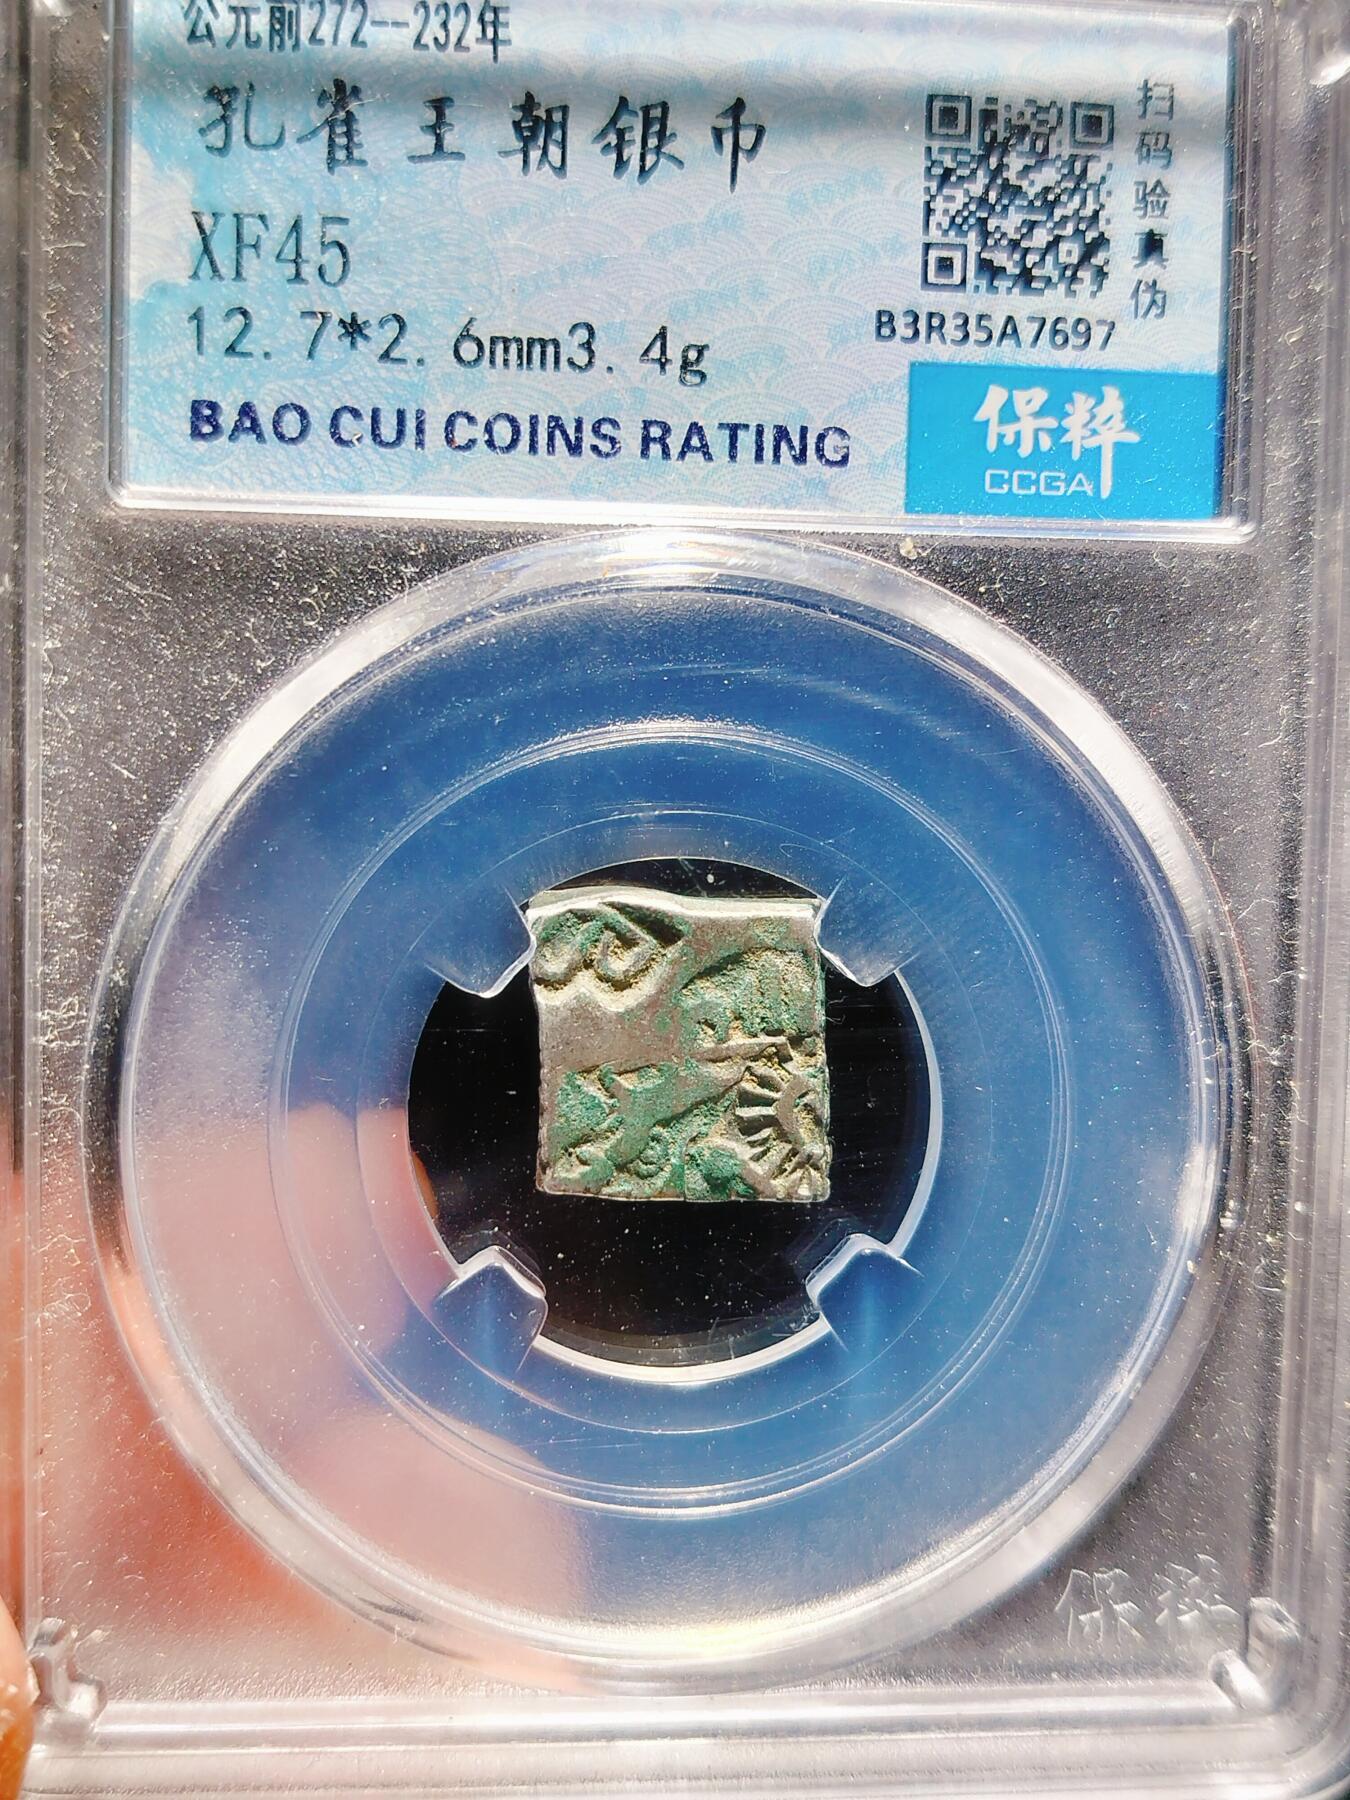 公元前272--232年
孔雀王朝银币
XF45
12.7*2.6mm3.4g
BAO CUI COINS RATING
扫码验真伪
B3R35A7697
保粹
CCGA
保粹